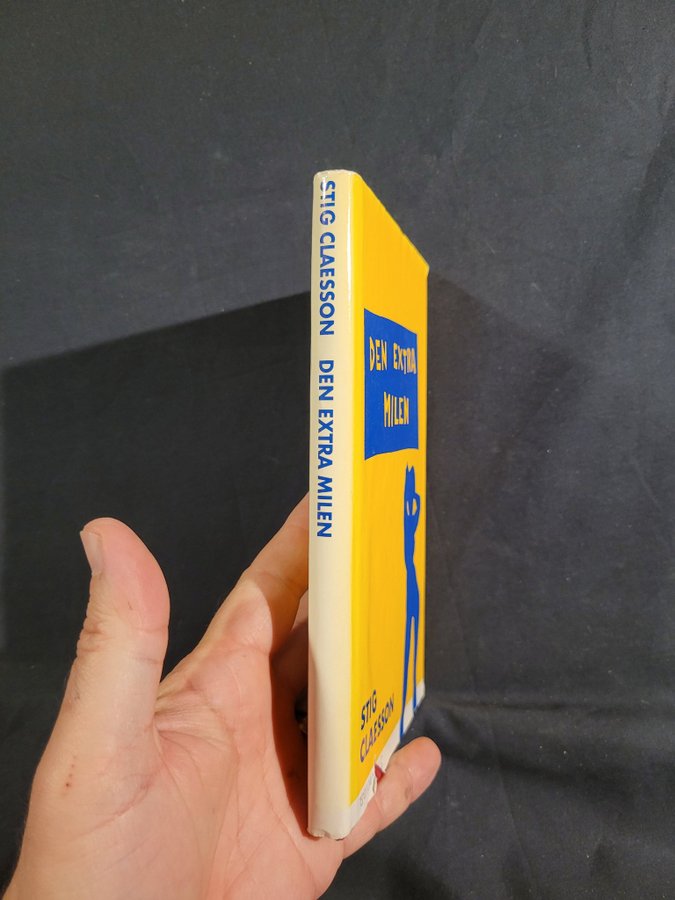 STIG CLAESSON DEN EXTRA MILEN
DEN EXTRA
MILEN
STIG
CLAESSON